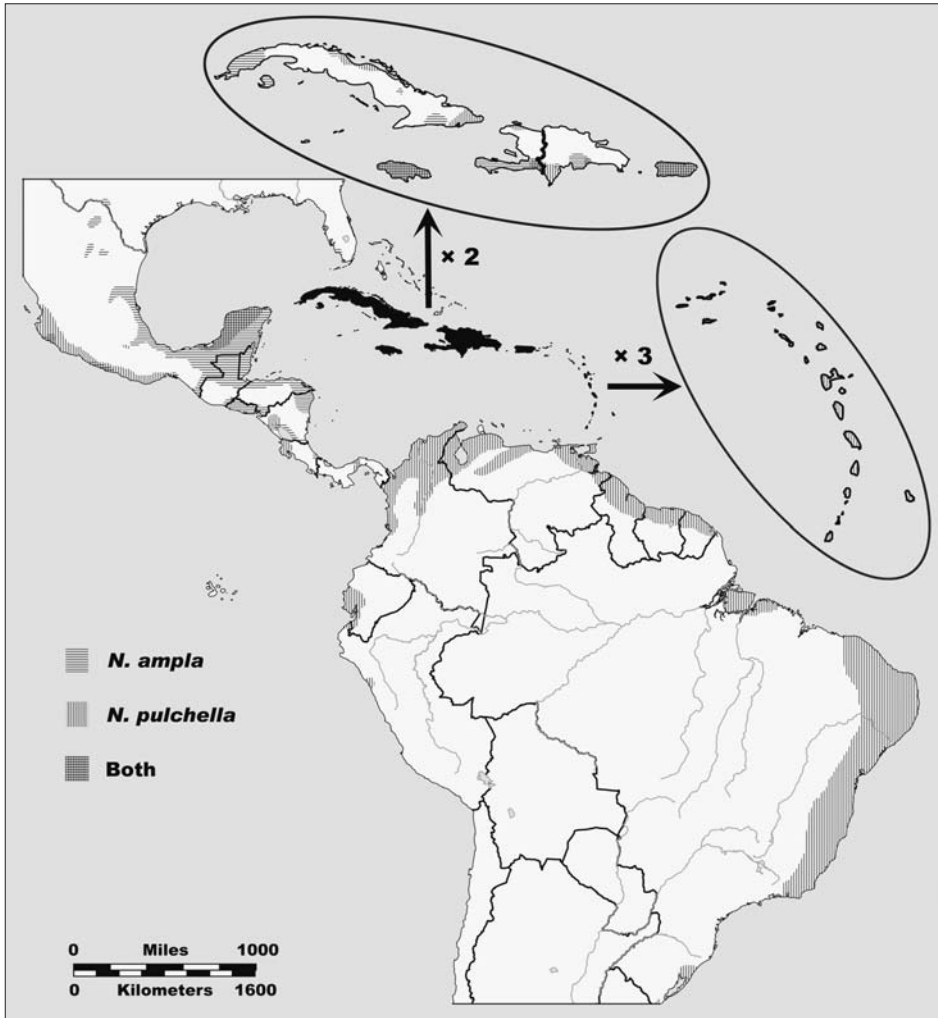 × 2
× 3
N. ampla
N. pulchella
Both
0 Miles 1000
0 Kilometers 1600